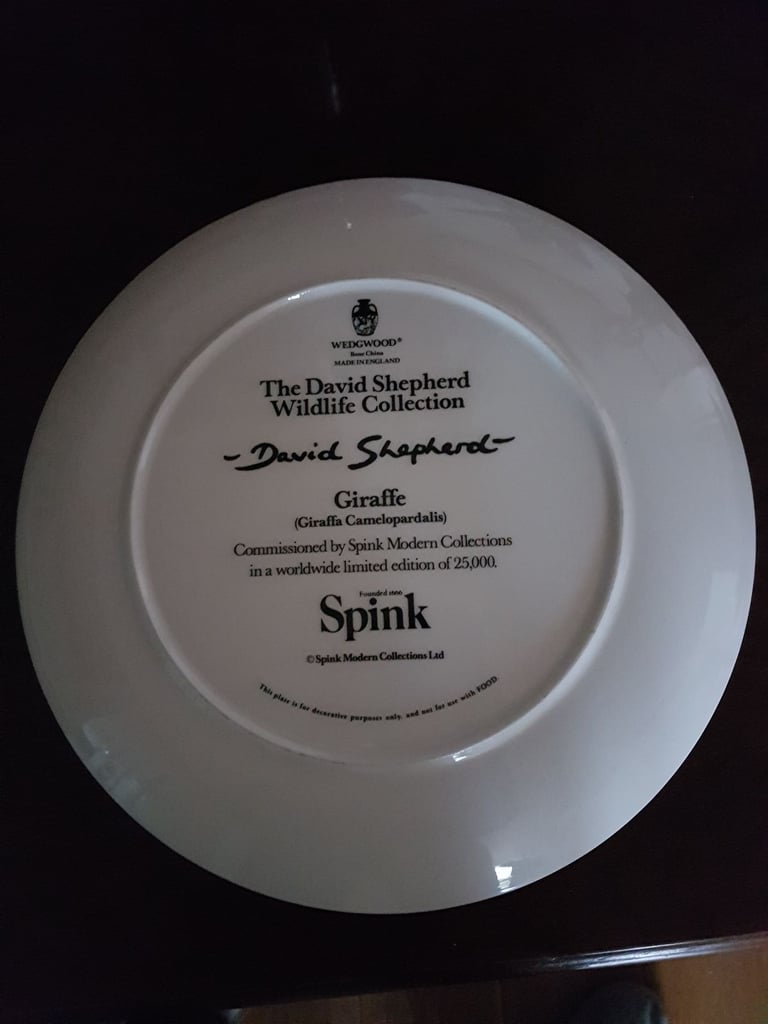 WEDGWOOD®
Bone China
MADE IN ENGLAND
The David Shepherd
Wildlife Collection
- David Shepherd -
Giraffe
(Giraffa Camelopardalis)
Commissioned by Spink Modern Collections
in a worldwide limited edition of 25,000.
Founded 1666
Spink
© Spink Modern Collections Ltd
This plate is for decorative purposes only, and not for use with FOOD.